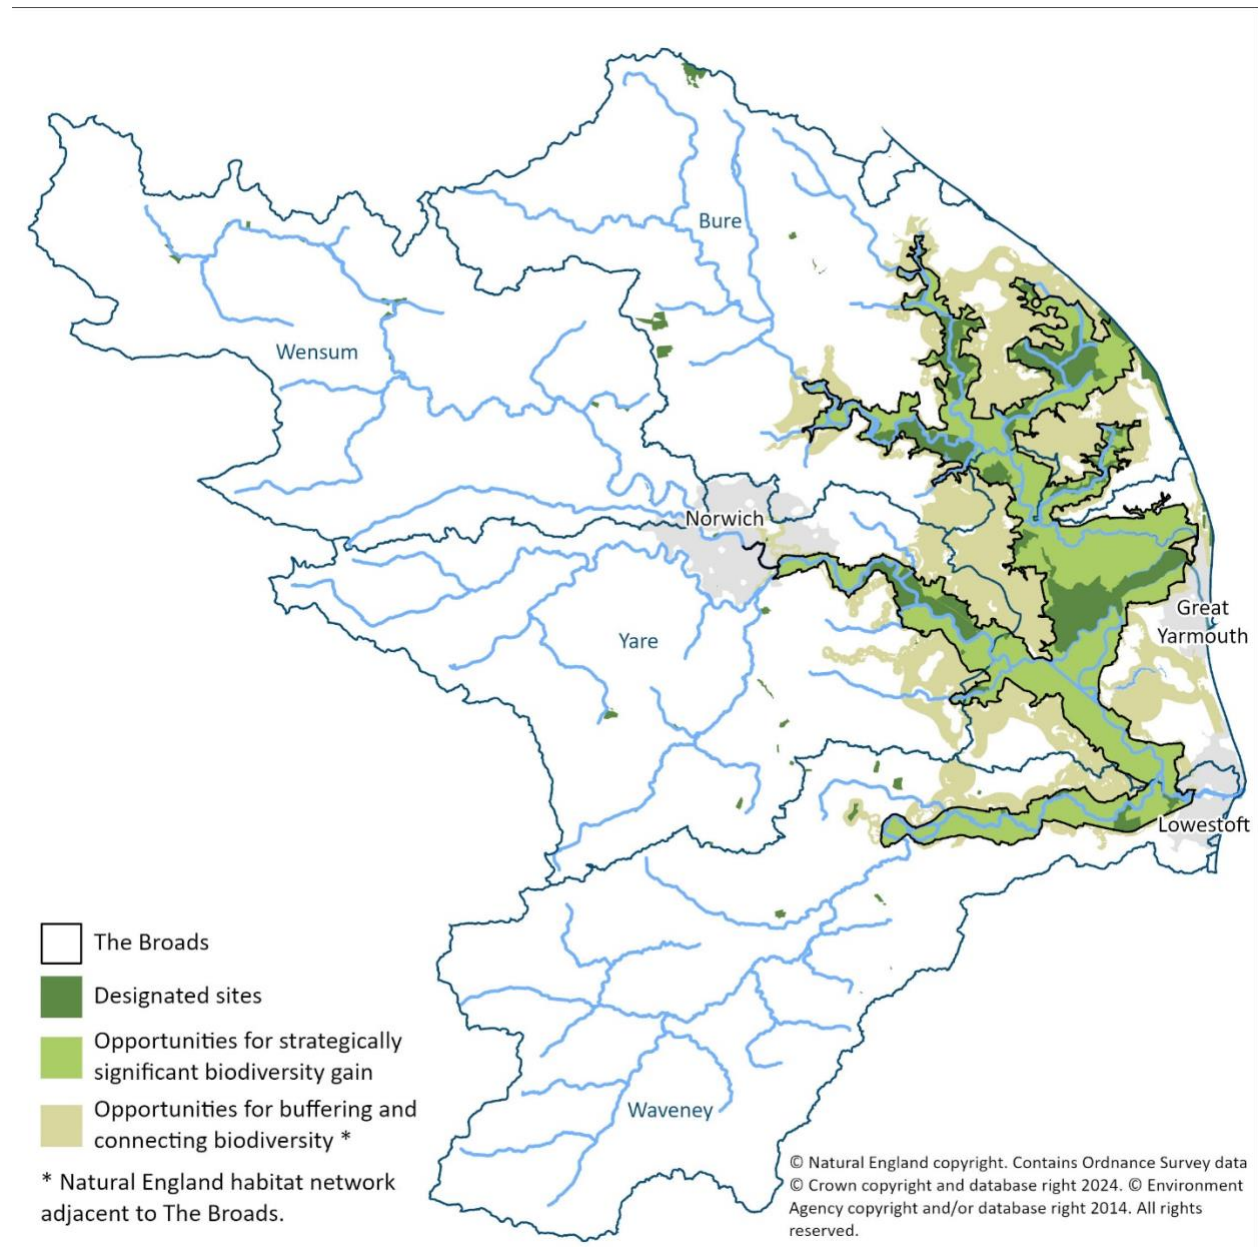 Bure
Wensum
Norwich
Great
Yarmouth
Yare
Lowestoft
The Broads
Designated sites
Opportunities for strategically
significant biodiversity gain
Opportunities for buffering and
connecting biodiversity *
* Natural England habitat network
adjacent to The Broads.
Waveney
© Natural England copyright. Contains Ordnance Survey data
© Crown copyright and database right 2024. © Environment
Agency copyright and/or database right 2014. All rights
reserved.